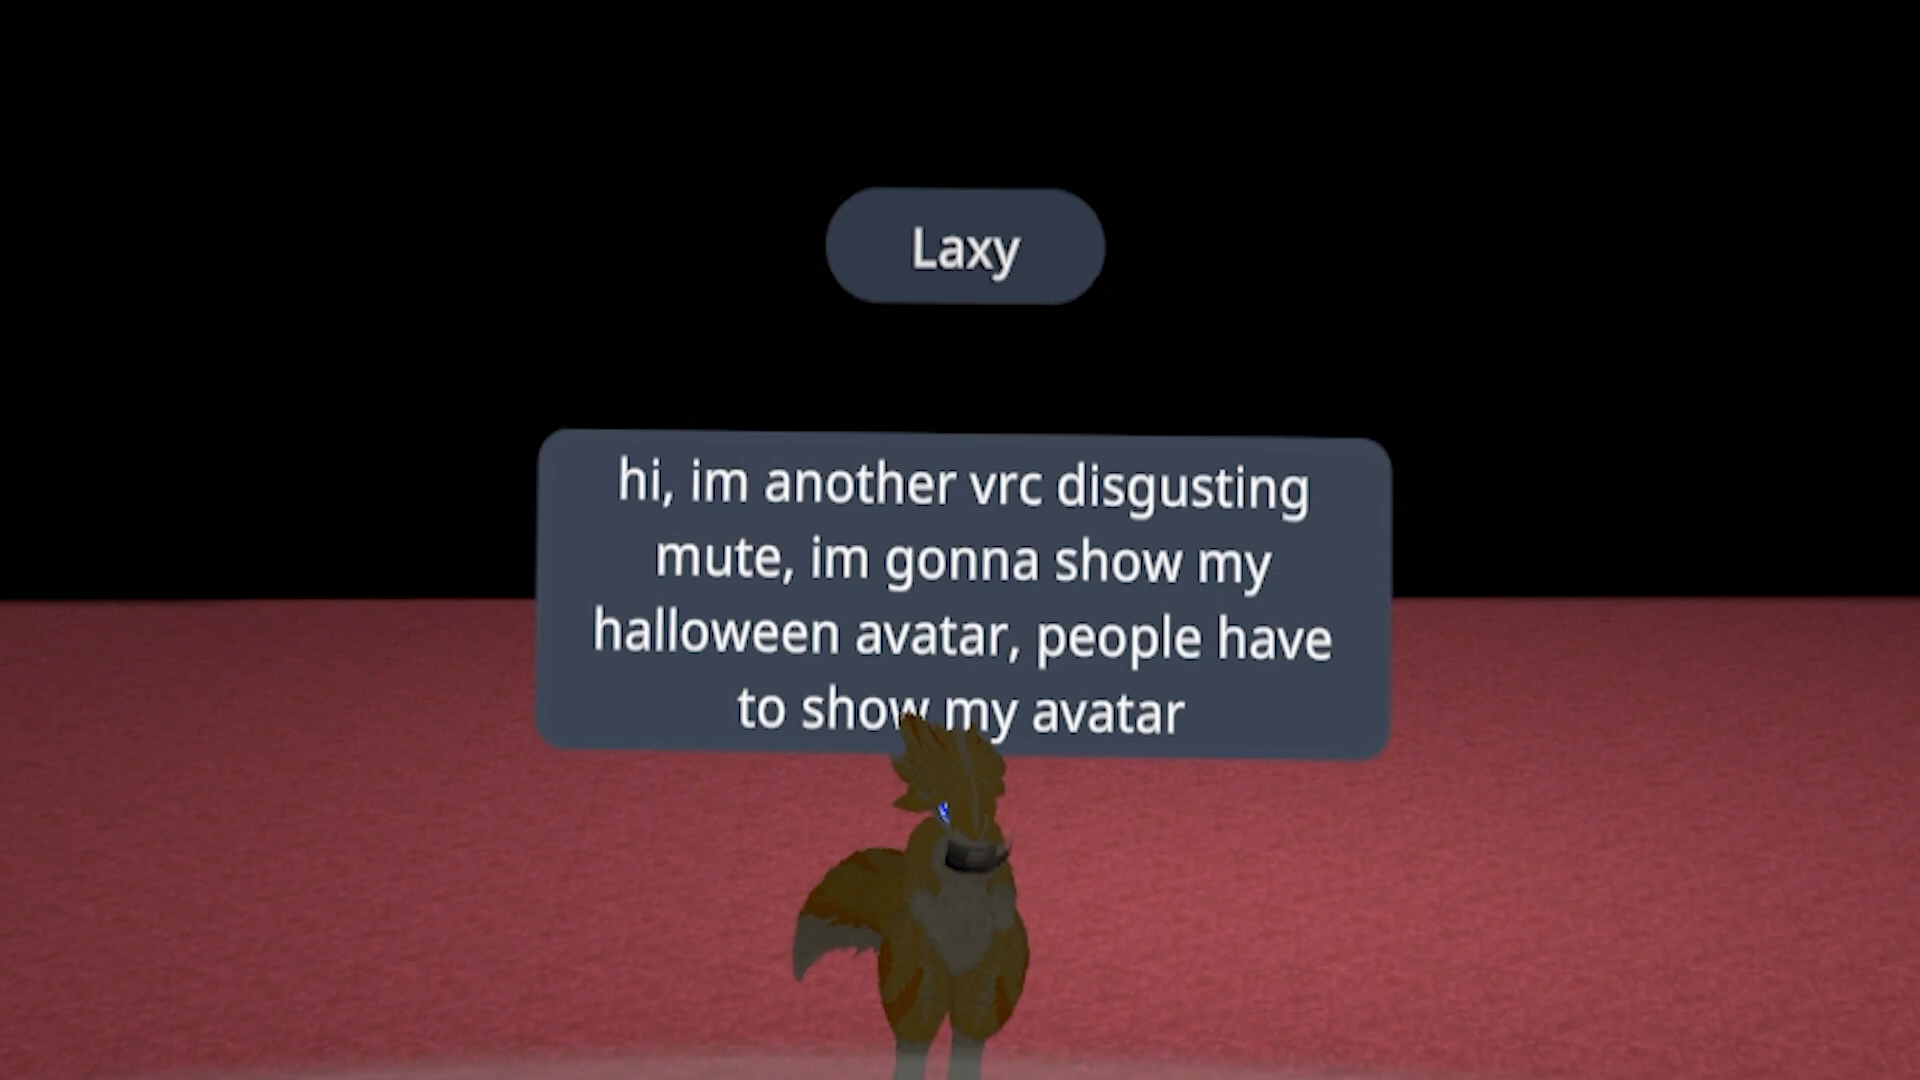 Laxy
hi, im another vrc disgusting
mute, im gonna show my
halloween avatar, people have
to show my avatar